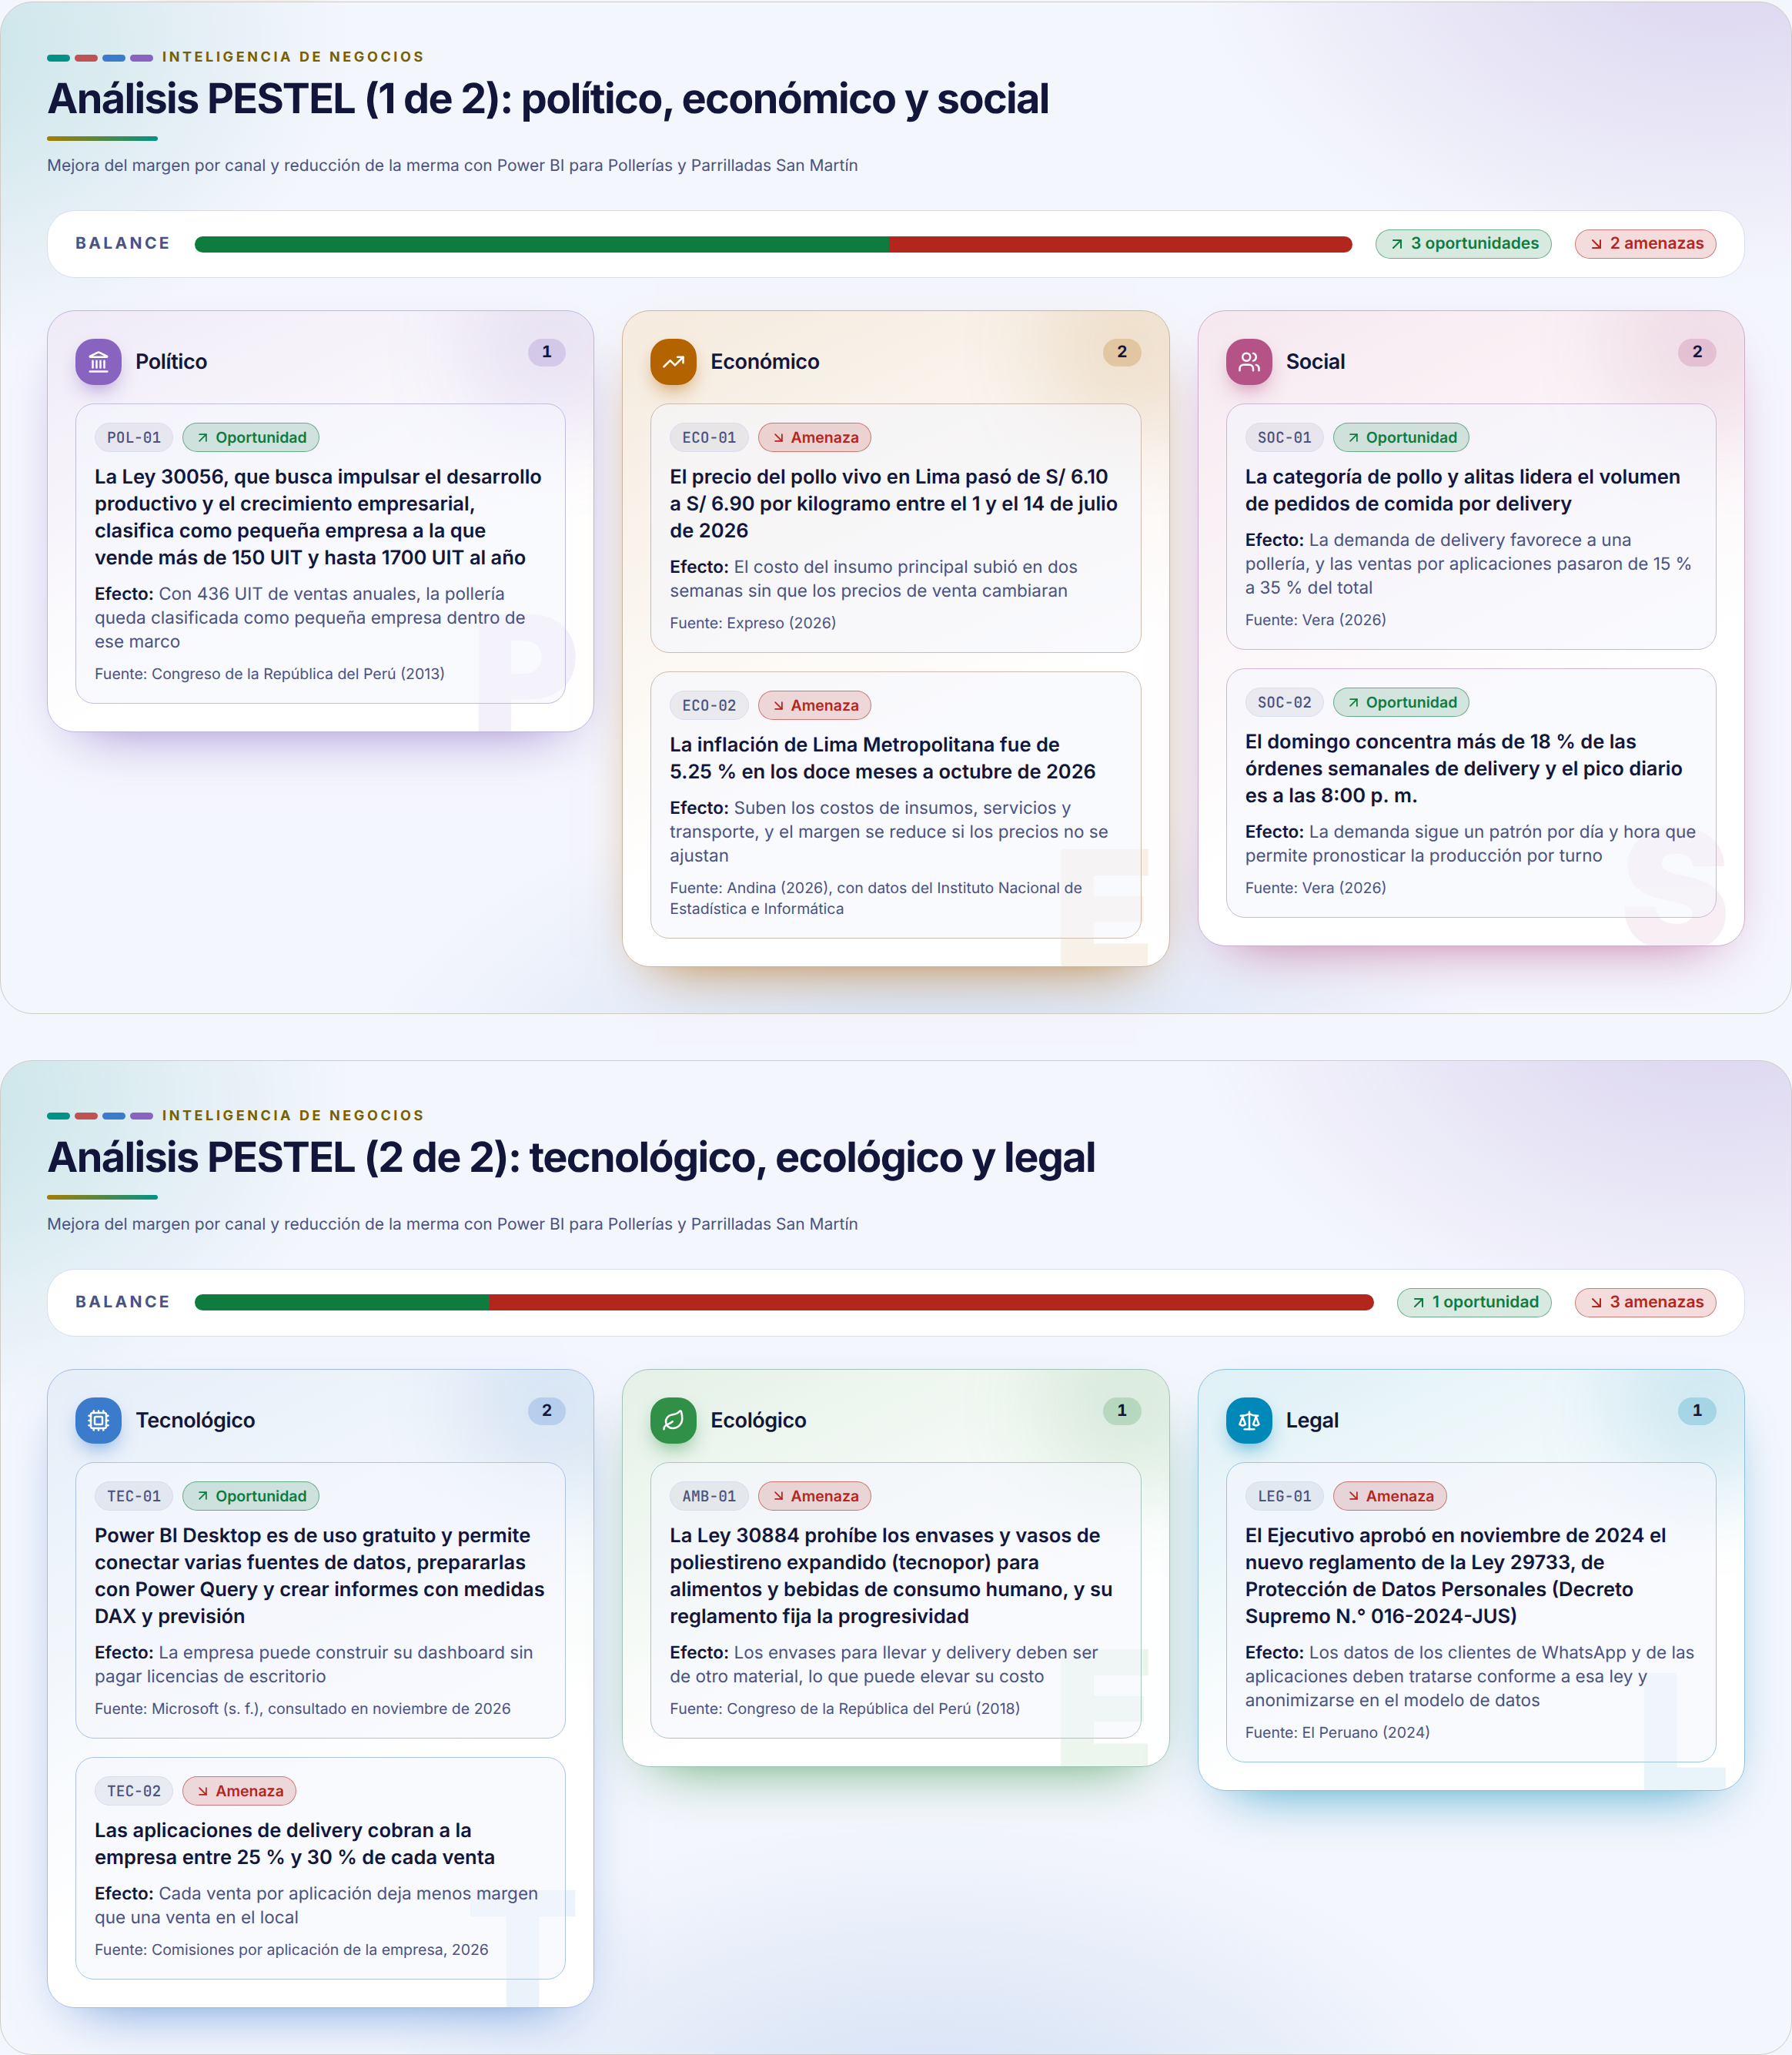 INTELIGENCIA DE NEGOCIOS
Análisis PESTEL (1 de 2): político, económico y social
Mejora del margen por canal y reducción de la merma con Power BI para Pollerías y Parrilladas San Martín
BALANCE
3 oportunidades
2 amenazas
Político
1
POL-01
Oportunidad
La Ley 30056, que busca impulsar el desarrollo
productivo y el crecimiento empresarial,
clasifica como pequeña empresa a la que
vende más de 150 UIT y hasta 1700 UIT al año
Efecto: Con 436 UIT de ventas anuales, la pollería
queda clasificada como pequeña empresa dentro de
ese marco
Fuente: Congreso de la República del Perú (2013)
P
Económico
2
ECO-01
Amenaza
El precio del pollo vivo en Lima pasó de S/ 6.10
a S/ 6.90 por kilogramo entre el 1 y el 14 de julio
de 2026
Efecto: El costo del insumo principal subió en dos
semanas sin que los precios de venta cambiaran
Fuente: Expreso (2026)
ECO-02
Amenaza
La inflación de Lima Metropolitana fue de
5.25 % en los doce meses a octubre de 2026
Efecto: Suben los costos de insumos, servicios y
transporte, y el margen se reduce si los precios no se
ajustan
Fuente: Andina (2026), con datos del Instituto Nacional de
Estadística e Informática
E
Social
2
SOC-01
Oportunidad
La categoría de pollo y alitas lidera el volumen
de pedidos de comida por delivery
Efecto: La demanda de delivery favorece a una
pollería, y las ventas por aplicaciones pasaron de 15 %
a 35 % del total
Fuente: Vera (2026)
SOC-02
Oportunidad
El domingo concentra más de 18 % de las
órdenes semanales de delivery y el pico diario
es a las 8:00 p. m.
Efecto: La demanda sigue un patrón por día y hora que
permite pronosticar la producción por turno
Fuente: Vera (2026)
S
INTELIGENCIA DE NEGOCIOS
Análisis PESTEL (2 de 2): tecnológico, ecológico y legal
Mejora del margen por canal y reducción de la merma con Power BI para Pollerías y Parrilladas San Martín
BALANCE
1 oportunidad
3 amenazas
Tecnológico
2
TEC-01
Oportunidad
Power BI Desktop es de uso gratuito y permite
conectar varias fuentes de datos, prepararlas
con Power Query y crear informes con medidas
DAX y previsión
Efecto: La empresa puede construir su dashboard sin
pagar licencias de escritorio
Fuente: Microsoft (s. f.), consultado en noviembre de 2026
TEC-02
Amenaza
Las aplicaciones de delivery cobran a la
empresa entre 25 % y 30 % de cada venta
Efecto: Cada venta por aplicación deja menos margen
que una venta en el local
Fuente: Comisiones por aplicación de la empresa, 2026
T
Ecológico
1
AMB-01
Amenaza
La Ley 30884 prohíbe los envases y vasos de
poliestireno expandido (tecnopor) para
alimentos y bebidas de consumo humano, y su
reglamento fija la progresividad
Efecto: Los envases para llevar y delivery deben ser
de otro material, lo que puede elevar su costo
Fuente: Congreso de la República del Perú (2018)
E
Legal
1
LEG-01
Amenaza
El Ejecutivo aprobó en noviembre de 2024 el
nuevo reglamento de la Ley 29733, de
Protección de Datos Personales (Decreto
Supremo N.° 016-2024-JUS)
Efecto: Los datos de los clientes de WhatsApp y de las
aplicaciones deben tratarse conforme a esa ley y
anonimizarse en el modelo de datos
Fuente: El Peruano (2024)
L